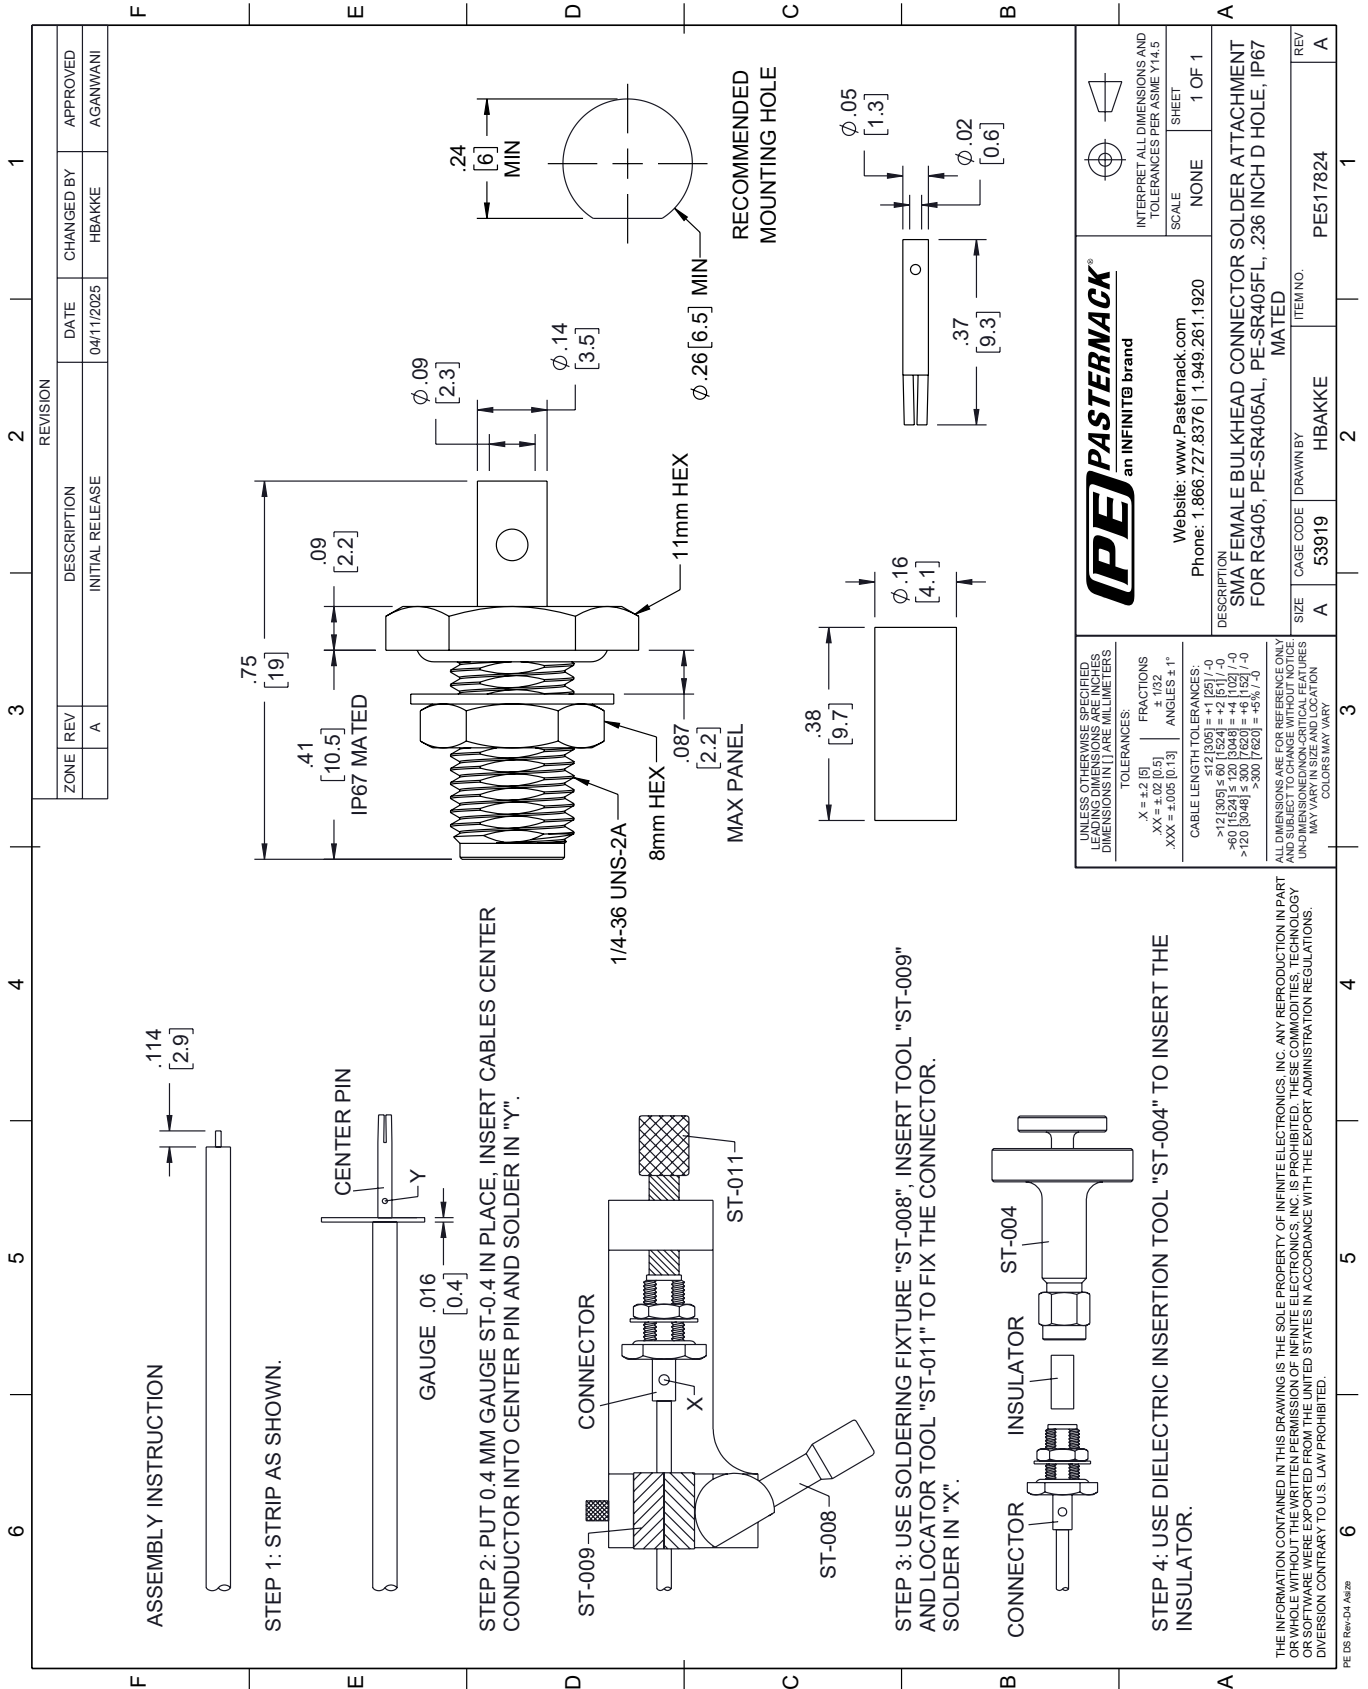 REVISION
ZONE REV DESCRIPTION DATE CHANGED BY APPROVED
A INITIAL RELEASE 04/11/2025 HBAKKE AGANWANI
6 5 4 3 2 1
F
E
D
C
B
A
ASSEMBLY INSTRUCTION
.114
[2.9]
STEP 1: STRIP AS SHOWN.
CENTER PIN
Y
GAUGE .016
[0.4]
STEP 2: PUT 0.4 MM GAUGE ST-0.4 IN PLACE, INSERT CABLES CENTER
CONDUCTOR INTO CENTER PIN AND SOLDER IN "Y".
ST-009
CONNECTOR
X
ST-011
ST-008
STEP 3: USE SOLDERING FIXTURE "ST-008", INSERT TOOL "ST-009"
AND LOCATOR TOOL "ST-011" TO FIX THE CONNECTOR.
SOLDER IN "X".
CONNECTOR
INSULATOR
ST-004
STEP 4: USE DIELECTRIC INSERTION TOOL "ST-004" TO INSERT THE
INSULATOR.
.75
[19]
.41
[10.5]
IP67 MATED
.09
[2.2]
Ø.09
[2.3]
Ø.14
[3.5]
1/4-36 UNS-2A
8mm HEX
.087
[2.2]
MAX PANEL
11mm HEX
.24
[6]
MIN
Ø.26[6.5] MIN
RECOMMENDED
MOUNTING HOLE
.38
[9.7]
Ø.16
[4.1]
.37
[9.3]
Ø.05
[1.3]
Ø.02
[0.6]
THE INFORMATION CONTAINED IN THIS DRAWING IS THE SOLE PROPERTY OF INFINITE ELECTRONICS, INC. ANY REPRODUCTION IN PART
OR WHOLE WITHOUT THE WRITTEN PERMISSION OF INFINITE ELECTRONICS, INC. IS PROHIBITED. THESE COMMODITIES, TECHNOLOGY
OR SOFTWARE WERE EXPORTED FROM THE UNITED STATES IN ACCORDANCE WITH THE EXPORT ADMINISTRATION REGULATIONS.
DIVERSION CONTRARY TO U.S. LAW PROHIBITED.
UNLESS OTHERWISE SPECIFIED
LEADING DIMENSIONS ARE INCHES
DIMENSIONS IN [ ] ARE MILLIMETERS
TOLERANCES:
.X = ±.2 [5] FRACTIONS
.XX = ±.02 [0.5] ± 1/32
.XXX = ±.005 [0.13] ANGLES ± 1°
CABLE LENGTH TOLERANCES:
≤12 [305] = +1 [25] / -0
>12 [305] ≤ 60 [1524] = +2 [51] / -0
>60 [1524] ≤ 120 [3048] = +4 [102] / -0
>120 [3048] ≤ 300 [7620] = +6 [152] / -0
>300 [7620] = +5% / -0
ALL DIMENSIONS ARE FOR REFERENCE ONLY
AND SUBJECT TO CHANGE WITHOUT NOTICE.
UN-DIMENSIONED/NON-CRITICAL FEATURES
MAY VARY IN SIZE AND LOCATION
COLORS MAY VARY
PE PASTERNACK®
an INFINIT@ brand
Website: www.Pasternack.com
Phone: 1.866.727.8376 | 1.949.261.1920
INTERPRET ALL DIMENSIONS AND
TOLERANCES PER ASME Y14.5
SCALE NONE
SHEET 1 OF 1
DESCRIPTION
SMA FEMALE BULKHEAD CONNECTOR SOLDER ATTACHMENT
FOR RG405, PE-SR405AL, PE-SR405FL, .236 INCH D HOLE, IP67
MATED
SIZE A
CAGE CODE 53919
DRAWN BY HBAKKE
ITEM NO. PE517824
REV A
6 5 4 3 2 1
F
E
D
C
B
A
PE DS Rev-D4 Asize